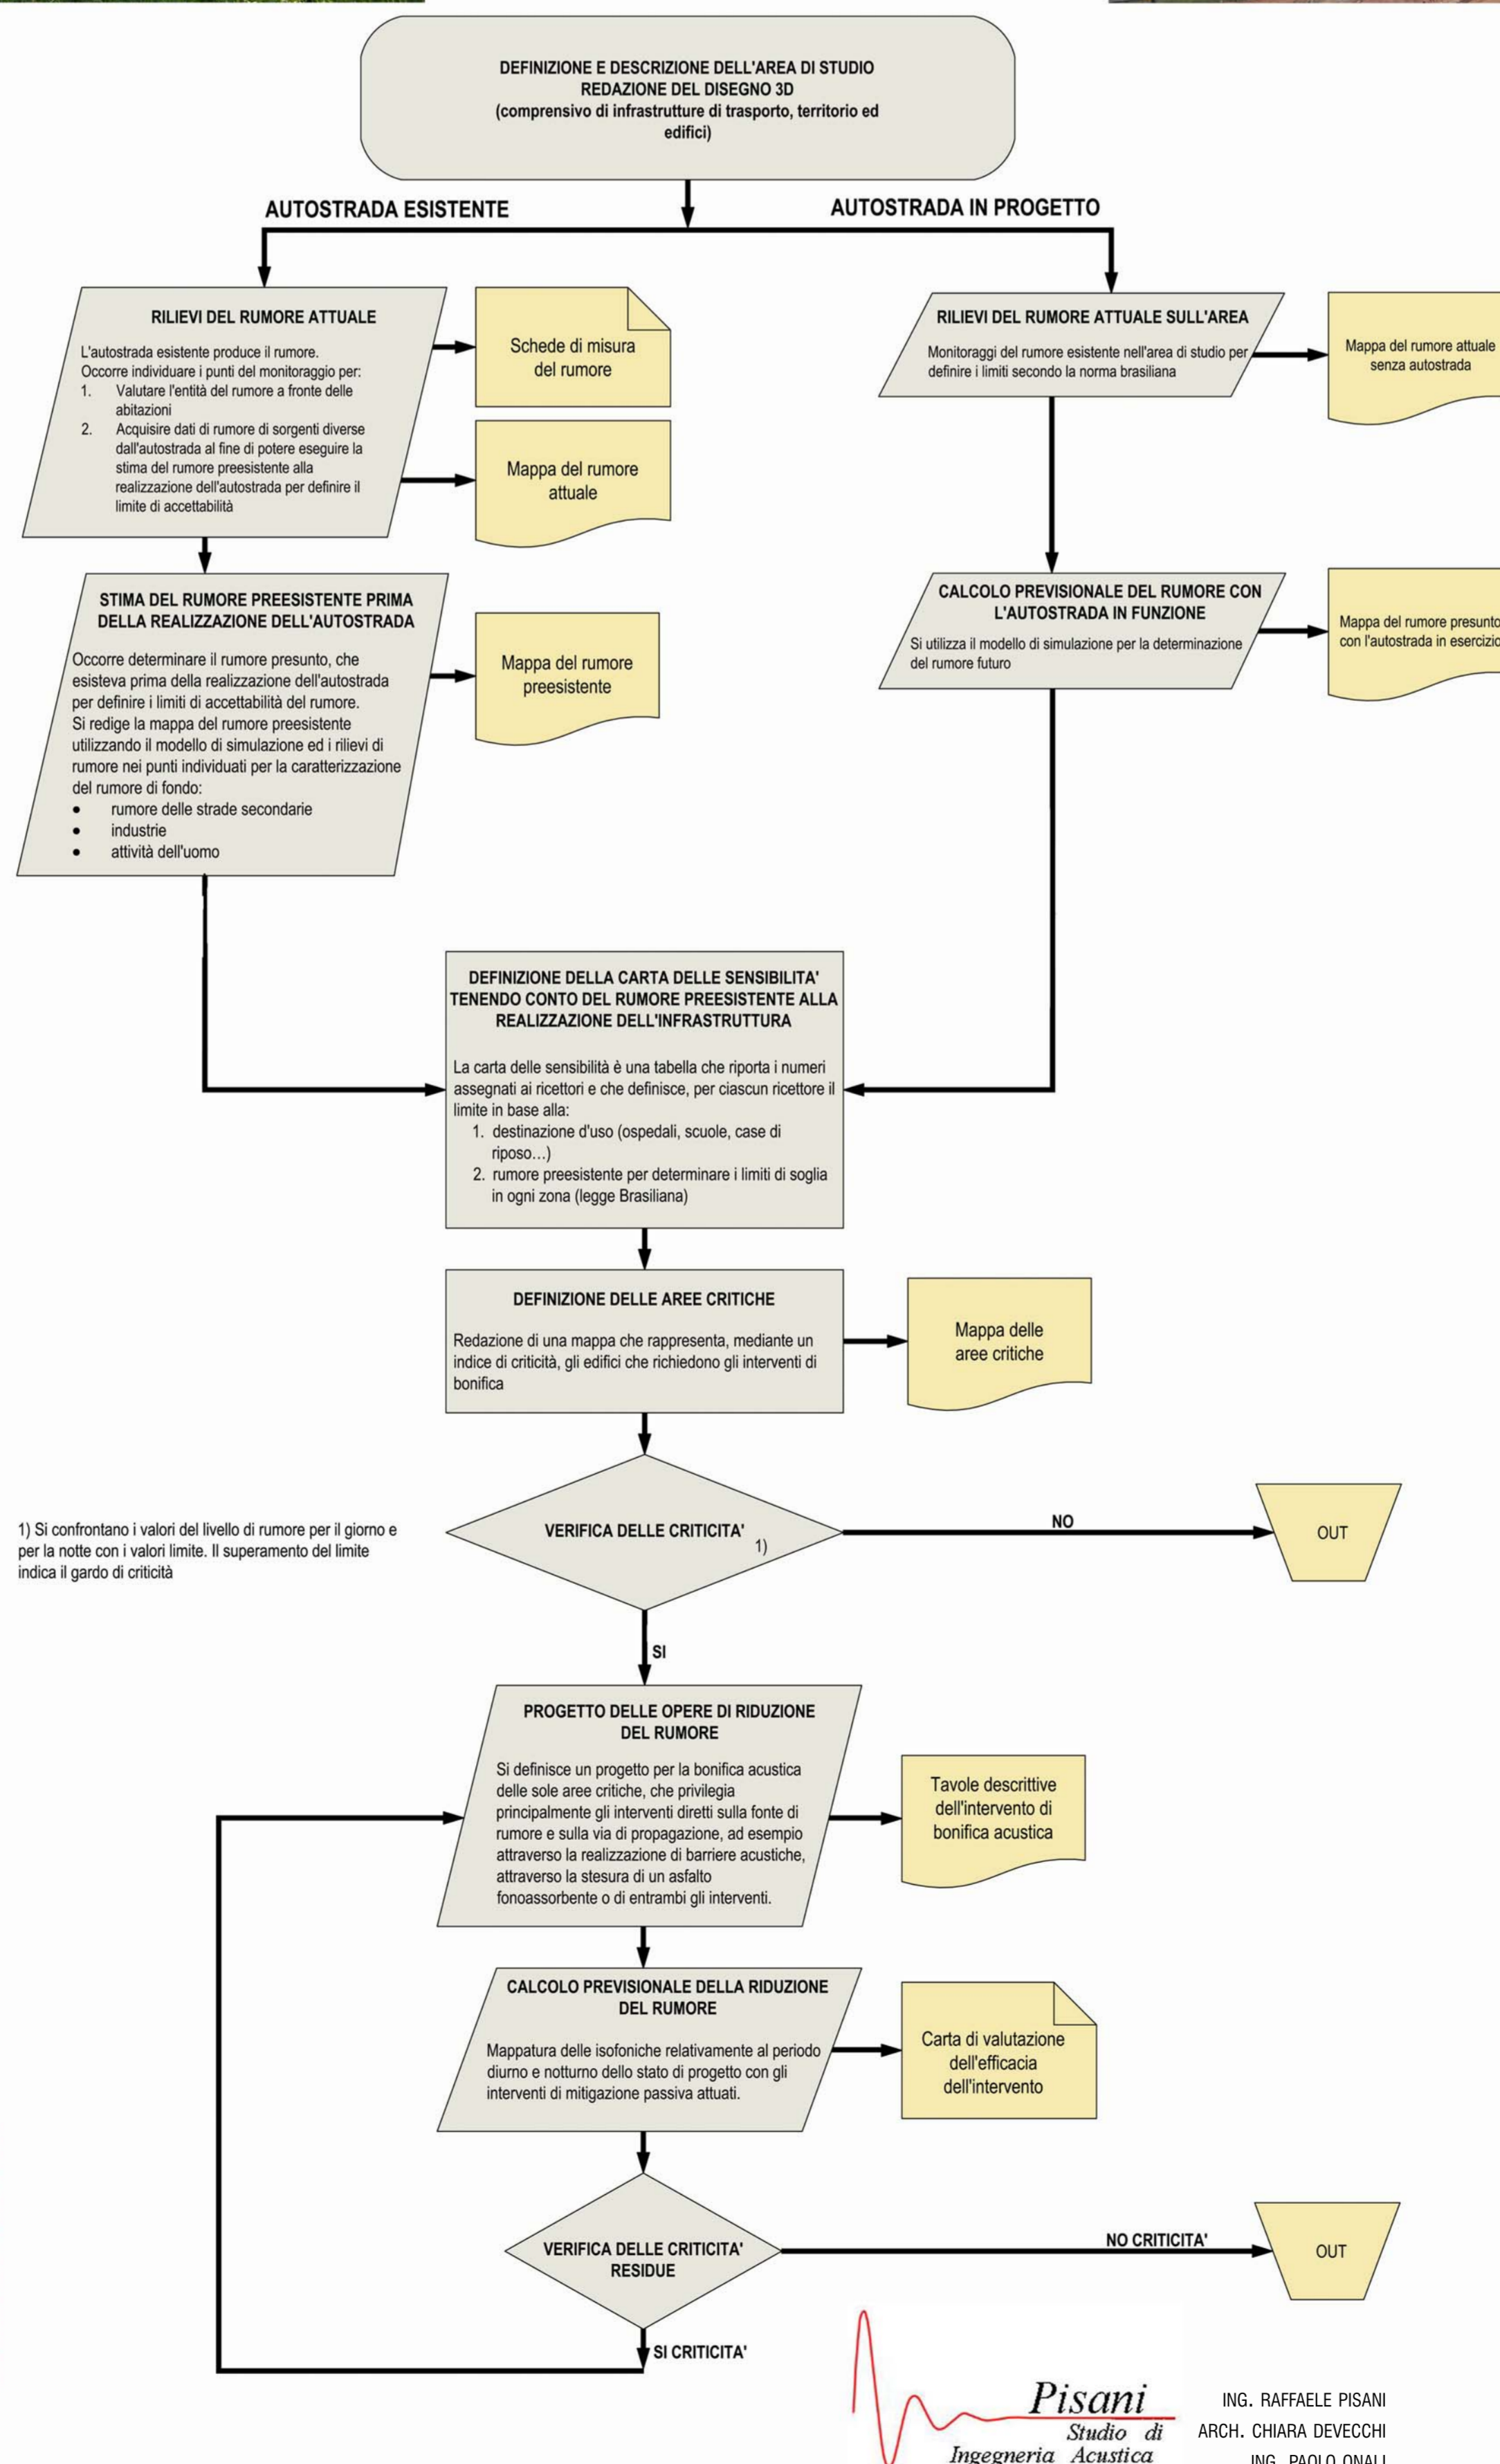 DEFINIZIONE E DESCRIZIONE DELL'AREA DI STUDIO
REDAZIONE DEL DISEGNO 3D
(comprensivo di infrastrutture di trasporto, territorio ed
edifici)
AUTOSTRADA ESISTENTE
AUTOSTRADA IN PROGETTO
RILIEVI DEL RUMORE ATTUALE
L'autostrada esistente produce il rumore.
Occorre individuare i punti del monitoraggio per:
1. Valutare l'entità del rumore a fronte delle
abitazioni
2. Acquisire dati di rumore di sorgenti diverse
dall'autostrada al fine di potere eseguire la
stima del rumore preesistente alla
realizzazione dell'autostrada per definire il
limite di accettabilità
Schede di misura
del rumore
Mappa del rumore
attuale
RILIEVI DEL RUMORE ATTUALE SULL'AREA
Monitoraggi del rumore esistente nell'area di studio per
definire i limiti secondo la norma brasiliana
Mappa del rumore attuale
senza autostrada
STIMA DEL RUMORE PREESISTENTE PRIMA
DELLA REALIZZAZIONE DELL'AUTOSTRADA
Occorre determinare il rumore presunto, che
esisteva prima della realizzazione dell'autostrada
per definire i limiti di accettabilità del rumore.
Si redige la mappa del rumore preesistente
utilizzando il modello di simulazione ed i rilievi di
rumore nei punti individuati per la caratterizzazione
del rumore di fondo:
• rumore delle strade secondarie
• industrie
• attività dell'uomo
Mappa del rumore
preesistente
CALCOLO PREVISIONALE DEL RUMORE CON
L'AUTOSTRADA IN FUNZIONE
Si utilizza il modello di simulazione per la determinazione
del rumore futuro
Mappa del rumore presunto
con l'autostrada in esercizio
DEFINIZIONE DELLA CARTA DELLE SENSIBILITA'
TENENDO CONTO DEL RUMORE PREESISTENTE ALLA
REALIZZAZIONE DELL'INFRASTRUTTURA
La carta delle sensibilità è una tabella che riporta i numeri
assegnati ai ricettori e che definisce, per ciascun ricettore il
limite in base alla:
1. destinazione d'uso (ospedali, scuole, case di
riposo…)
2. rumore preesistente per determinare i limiti di soglia
in ogni zona (legge Brasiliana)
DEFINIZIONE DELLE AREE CRITICHE
Redazione di una mappa che rappresenta, mediante un
indice di criticità, gli edifici che richiedono gli interventi di
bonifica
Mappa delle
aree critiche
1) Si confrontano i valori del livello di rumore per il giorno e
per la notte con i valori limite. Il superamento del limite
indica il gardo di criticità
VERIFICA DELLE CRITICITA'
1)
NO
OUT
SI
PROGETTO DELLE OPERE DI RIDUZIONE
DEL RUMORE
Si definisce un progetto per la bonifica acustica
delle sole aree critiche, che privilegia
principalmente gli interventi diretti sulla fonte di
rumore e sulla via di propagazione, ad esempio
attraverso la realizzazione di barriere acustiche,
attraverso la stesura di un asfalto
fonoassorbente o di entrambi gli interventi.
Tavole descrittive
dell'intervento di
bonifica acustica
CALCOLO PREVISIONALE DELLA RIDUZIONE
DEL RUMORE
Mappatura delle isofoniche relativamente al periodo
diurno e notturno dello stato di progetto con gli
interventi di mitigazione passiva attuati.
Carta di valutazione
dell'efficacia
dell'intervento
VERIFICA DELLE CRITICITA'
RESIDUE
NO CRITICITA'
OUT
SI CRITICITA'
Pisani
Studio di
Ingegneria Acustica
ING. RAFFAELE PISANI
ARCH. CHIARA DEVECCHI
ING. PAOLO ONALI